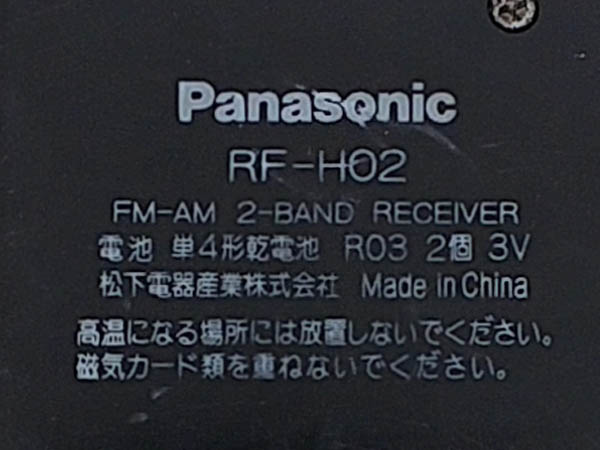 Panasonic
RF-H02
FM-AM 2-BAND RECEIVER
電池 単4形乾電池 R03 2個 3V
松下電器産業株式会社 Made in China
高温になる場所には放置しないでください。
磁気カード類を重ねないでください。